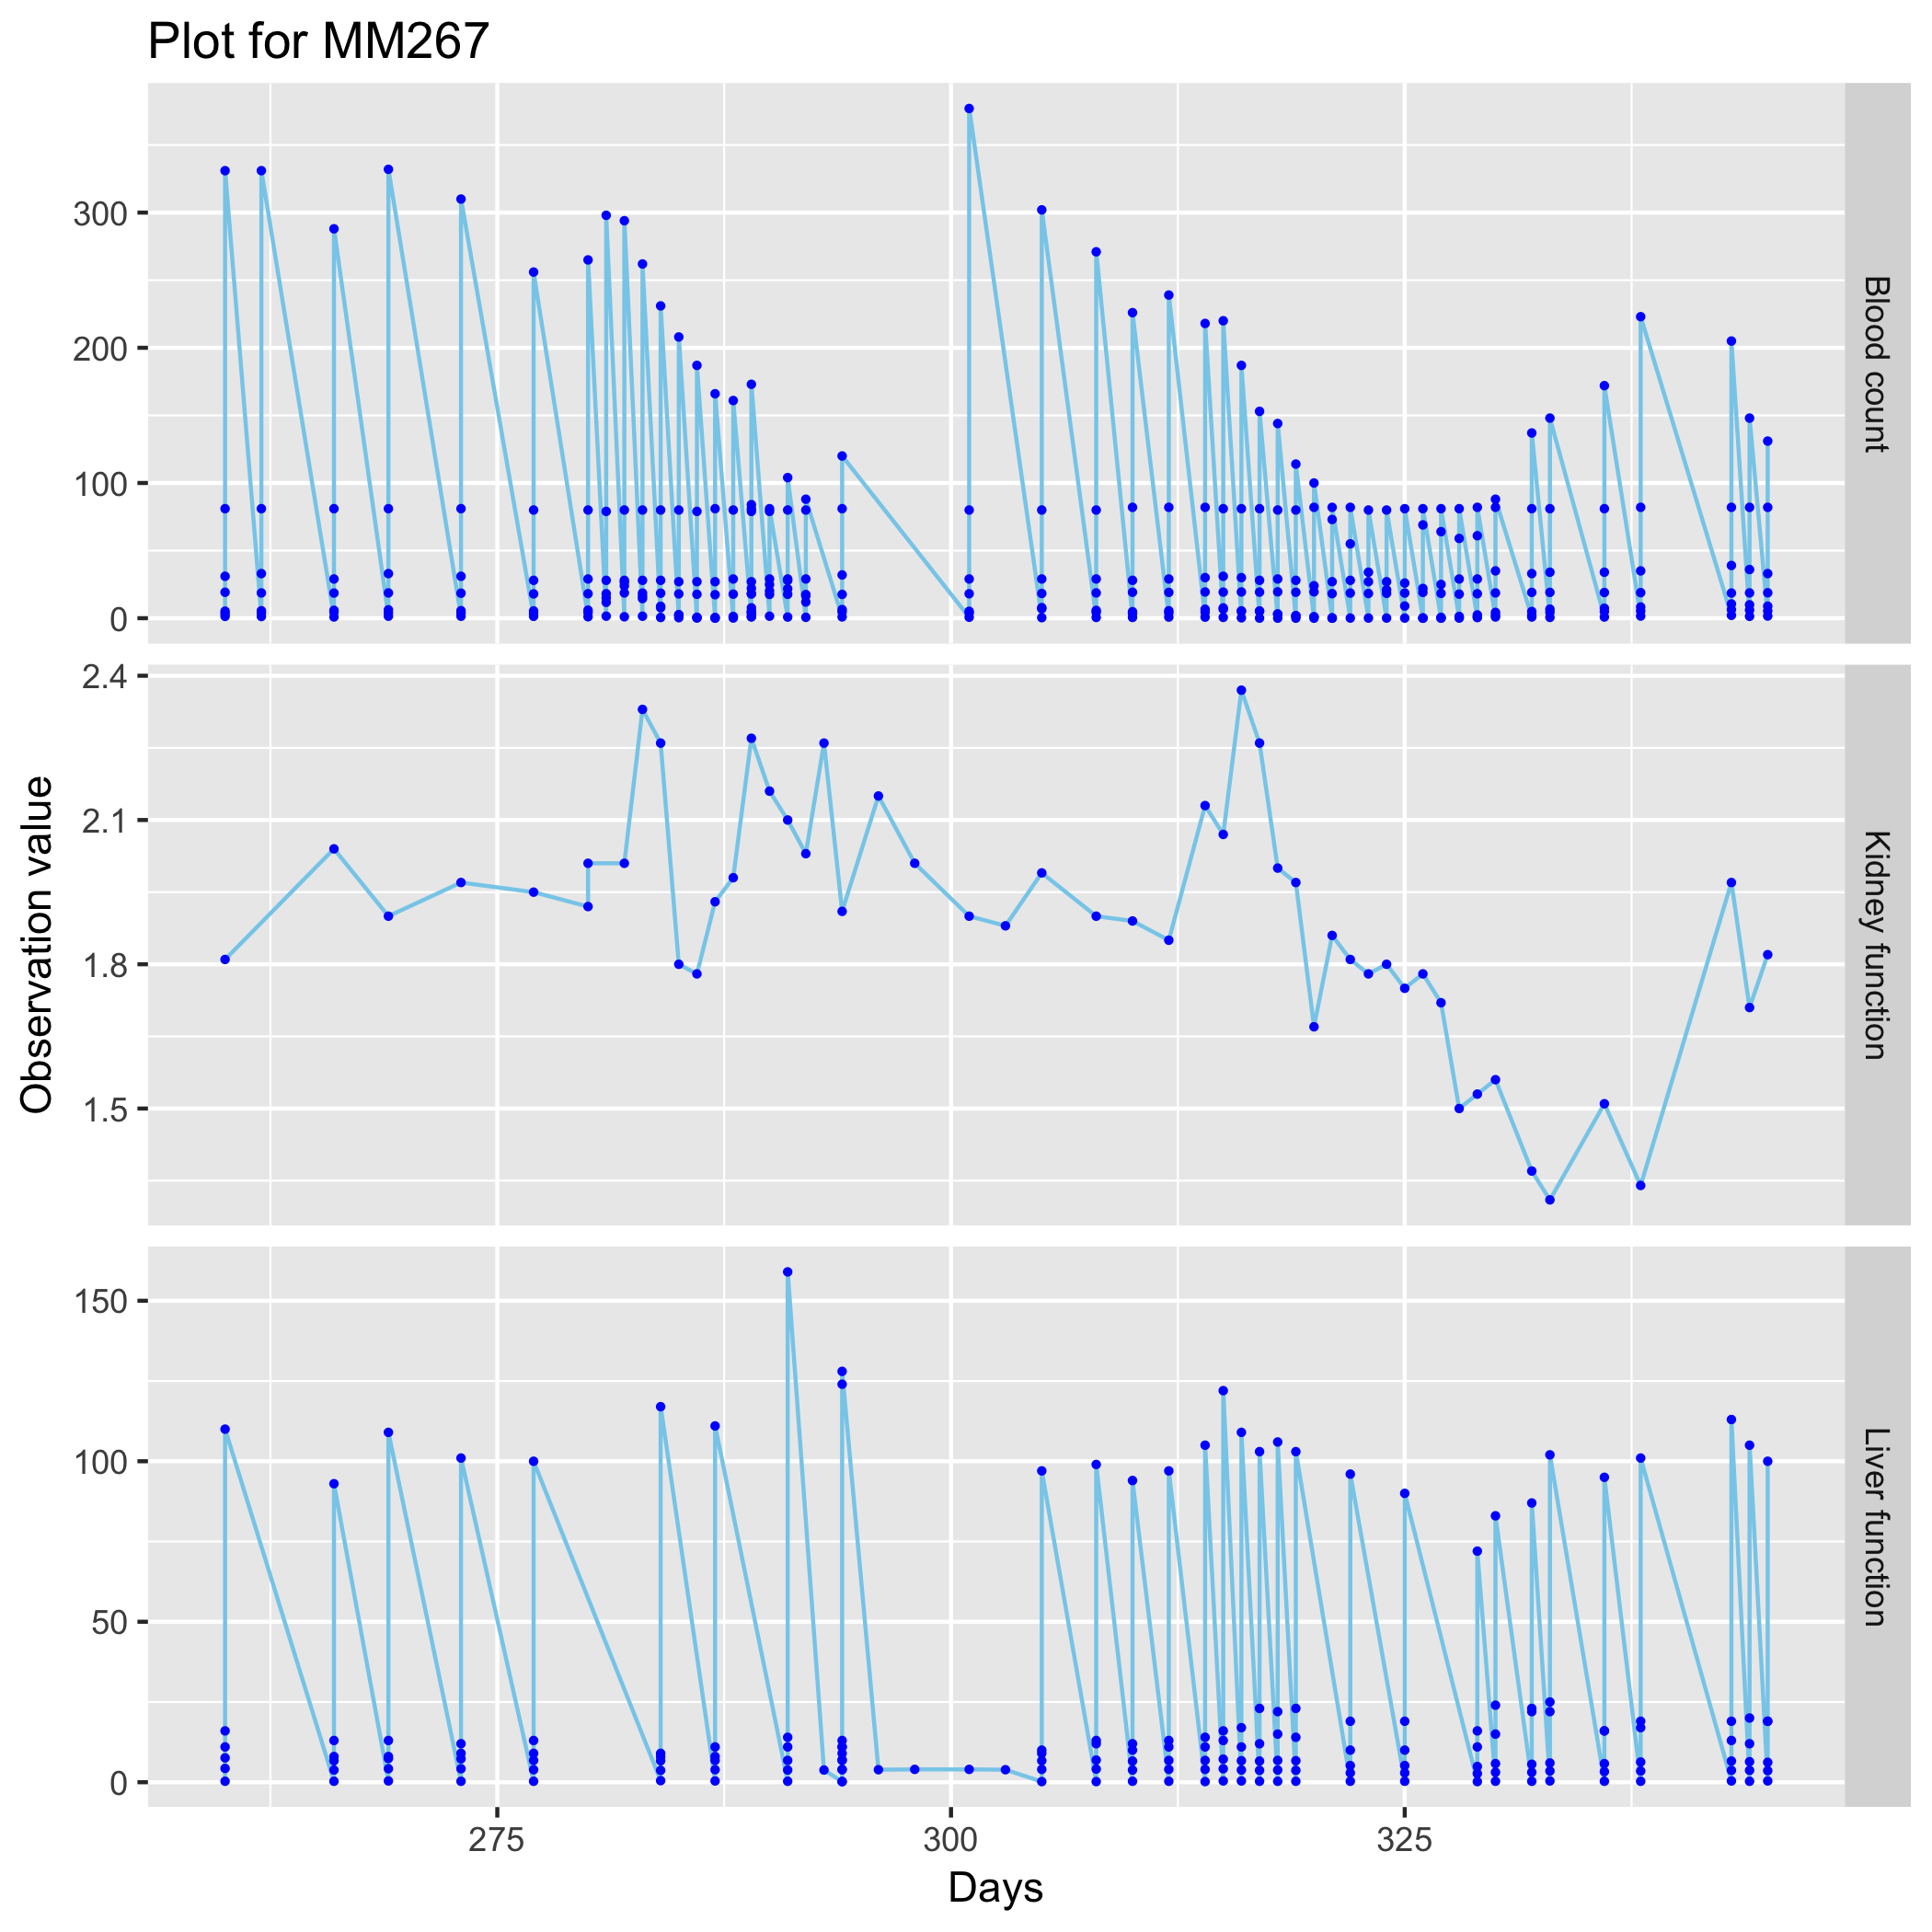 Plot for MM267
300
200
100
0
Blood count
2.4
2.1
1.8
1.5
Kidney function
Observation value
150
100
50
0
Liver function
275 300 325
Days